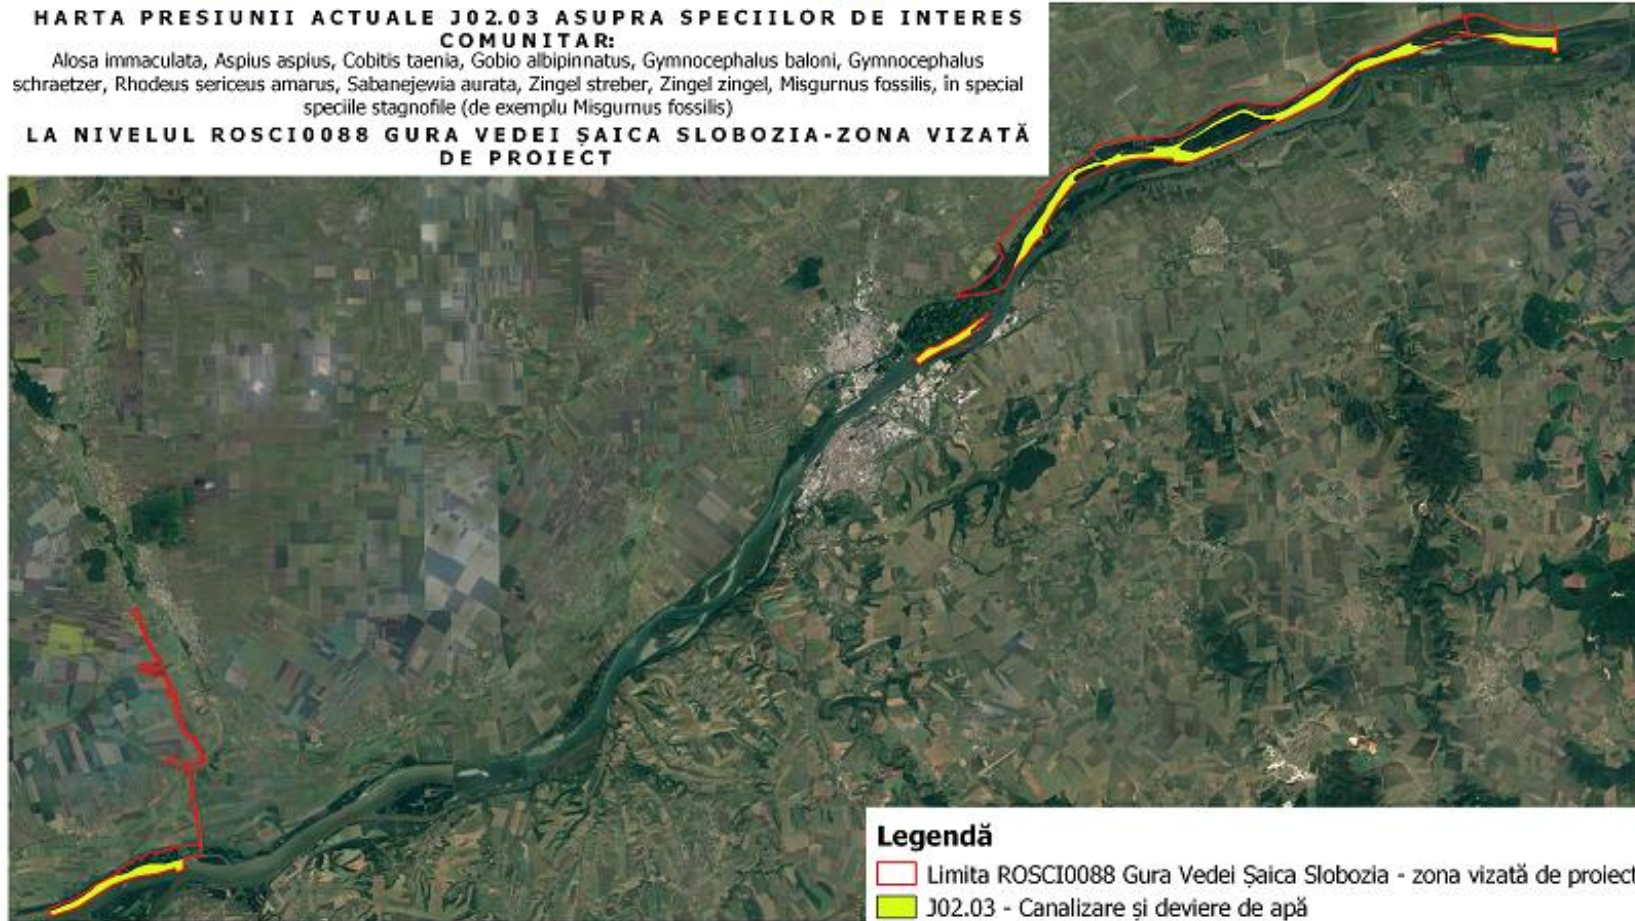 HARTA PRESIUNII ACTUALE J02.03 ASUPRA SPECIILOR DE INTERES
COMUNITAR:
Alosa immaculata, Aspius aspius, Cobitis taenia, Gobio albipinnatus, Gymnocephalus baloni, Gymnocephalus
schraetzer, Rhodeus sericeus amarus, Sabanejewia aurata, Zingel streber, Zingel zingel, Misgurnus fossilis, în special
speciile stagnofile (de exemplu Misgurnus fossilis)
LA NIVELUL ROSCI0088 GURA VEDEI ȘAICA SLOBOZIA-ZONA VIZATĂ
DE PROIECT
Legendă
Limita ROSCI0088 Gura Vedei Șaica Slobozia - zona vizată de proiect
J02.03 - Canalizare și deviere de apă